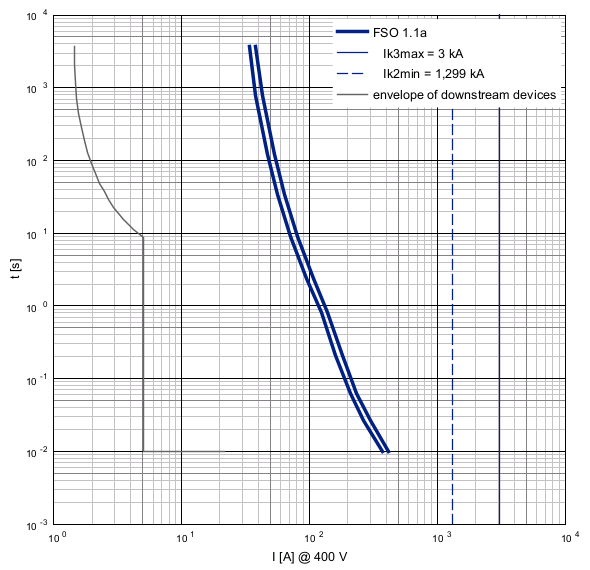 10 4
FSO 1.1a
Ik3max = 3 kA
Ik2min = 1,299 kA
10 3
envelope of downstream devices
10 2
10 1
t [s]
10 0
10 -1
10 -2
10 -3
10 0 10 1 10 2 10 3 10 4
I [A] @ 400 V